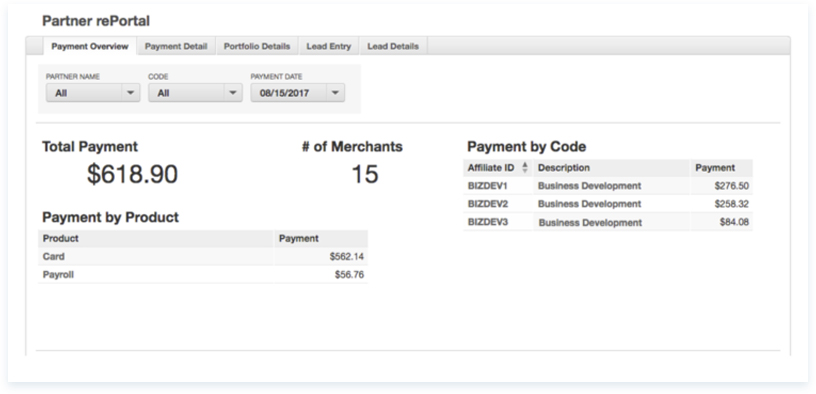 Partner rePortal
Payment Overview Payment Detail Portfolio Details Lead Entry Lead Details
PARTNER NAME CODE PAYMENT DATE
All All 08/15/2017
Total Payment # of Merchants
$618.90 15
Payment by Product
Product Payment
Card $562.14
Payroll $56.76
Payment by Code
Affiliate ID Description Payment
BIZDEV1 Business Development $276.50
BIZDEV2 Business Development $258.32
BIZDEV3 Business Development $84.08